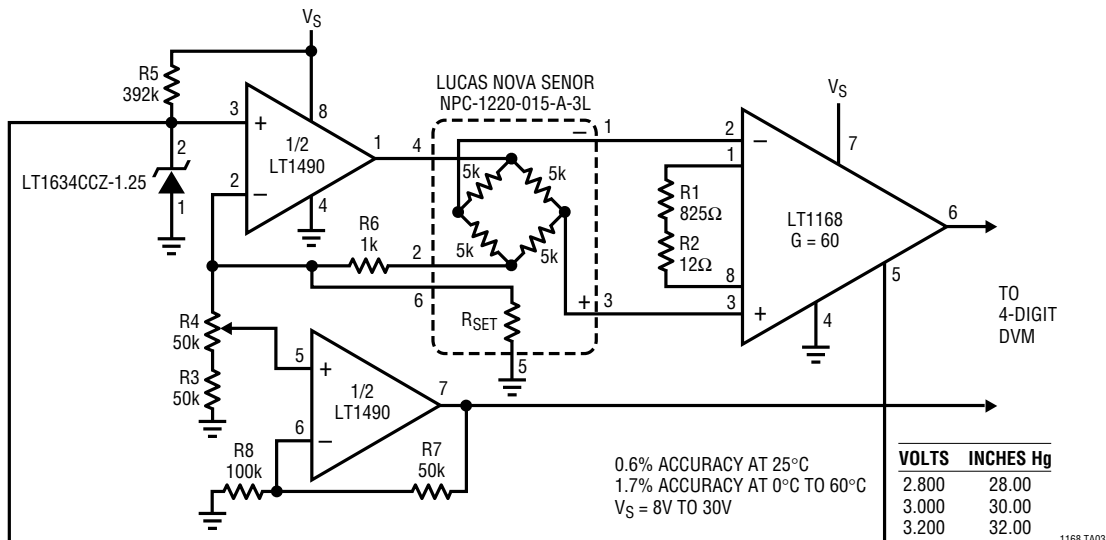 V_S
R5
392k
3
+
8
1/2
LT1490
1
2
LT1634CCZ-1.25
1
2
−
4
LUCAS NOVA SENOR
NPC-1220-015-A-3L
4
5k
5k
5k
5k
−
1
+
3
R6
1k
2
6
R_SET
5
V_S
2
−
7
1
R1
825Ω
R2
12Ω
LT1168
G = 60
6
8
3
+
5
4
TO
4-DIGIT
DVM
R4
50k
R3
50k
5
+
1/2
LT1490
7
6
−
R8
100k
R7
50k
0.6% ACCURACY AT 25°C
1.7% ACCURACY AT 0°C TO 60°C
V_S = 8V TO 30V
VOLTS INCHES Hg
2.800 28.00
3.000 30.00
3.200 32.00
1168 TA03